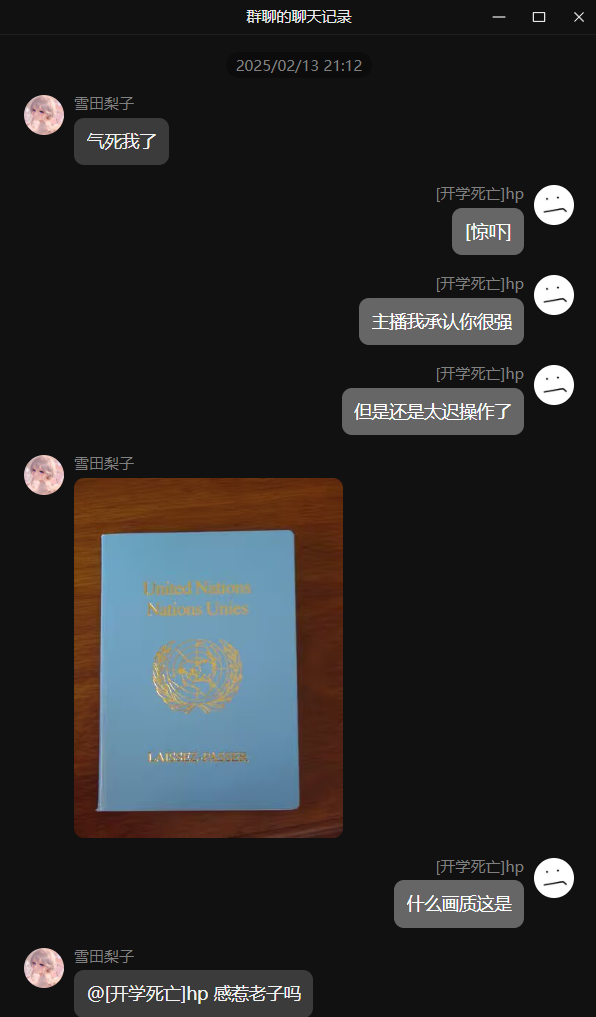 群聊的聊天记录
2025/02/13 21:12
雪田梨子
气死我了
[开学死亡]hp
[惊吓]
[开学死亡]hp
主播我承认你很强
[开学死亡]hp
但是还是太迟操作了
雪田梨子
United Nations
Nations Unies
LAISSEZ-PASSER
[开学死亡]hp
什么画质这是
雪田梨子
@[开学死亡]hp 感惹老子吗